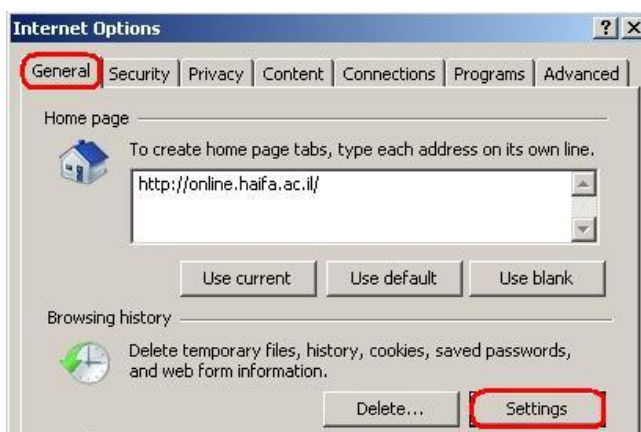 Internet Options
General Security Privacy Content Connections Programs Advanced
Home page
To create home page tabs, type each address on its own line.
http://online.haifa.ac.il/
Use current Use default Use blank
Browsing history
Delete temporary files, history, cookies, saved passwords,
and web form information.
Delete... Settings